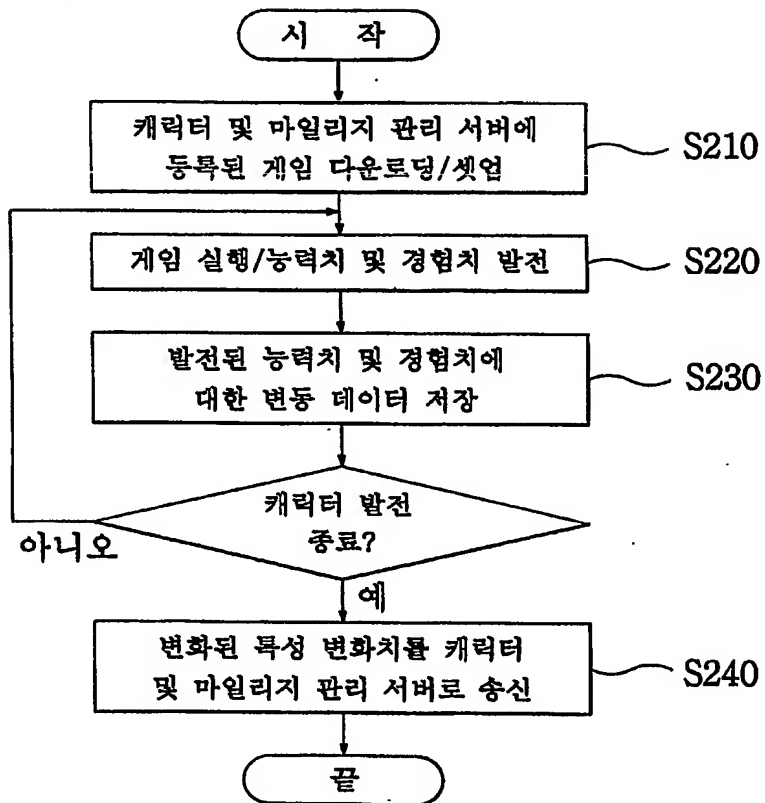 시 작
캐릭터 및 마일리지 관리 서버에
등록된 게임 다운로딩/셋업
S210
게임 실행/능력치 및 경험치 발전
S220
발전된 능력치 및 경험치에
대한 변동 데이터 저장
S230
캐릭터 발전
종료?
아니오
예
변화된 특성 변화치를 캐릭터
및 마일리지 관리 서버로 송신
S240
끝